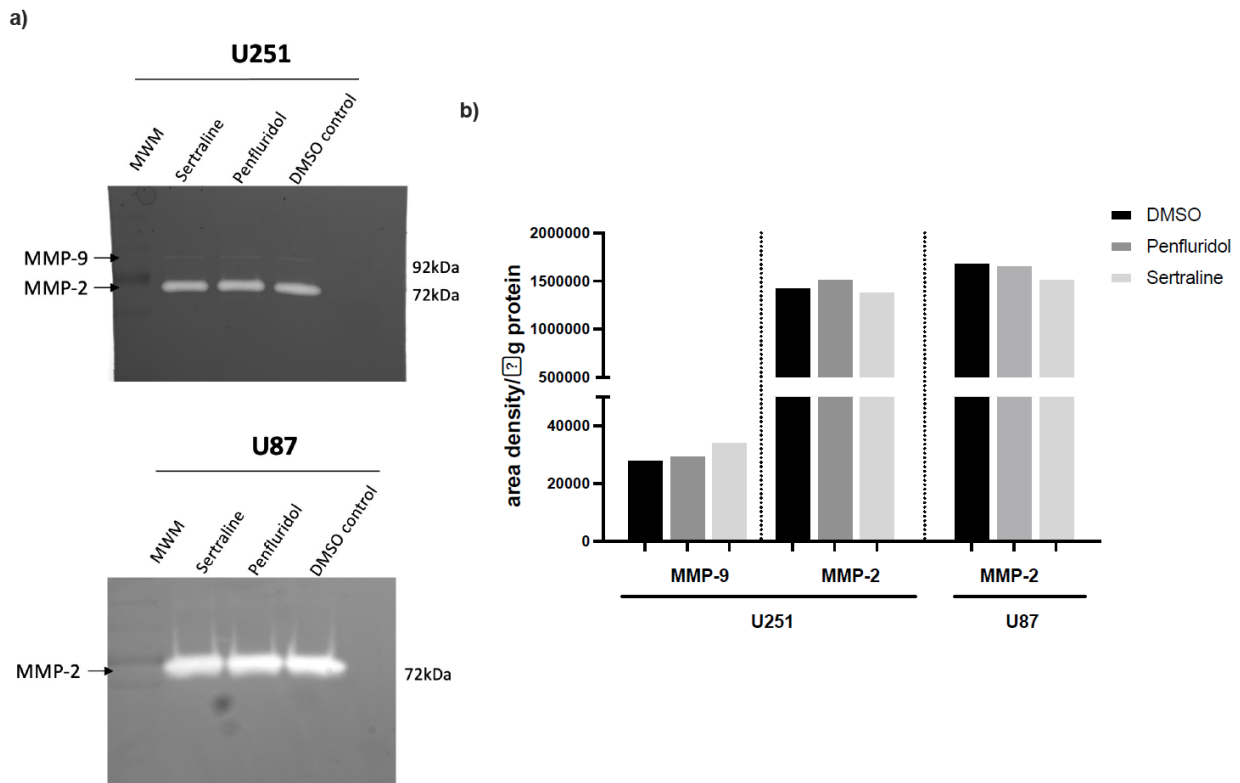 a)
U251
MWM
Sertraline
Penfluridol
DMSO control
MMP-9
MMP-2
92kDa
72kDa
U87
MWM
Sertraline
Penfluridol
DMSO control
MMP-2
72kDa
b)
DMSO
Penfluridol
Sertraline
area density/⍰g protein
2000000
1500000
1000000
500000
40000
20000
0
MMP-9 MMP-2 MMP-2
U251 U87